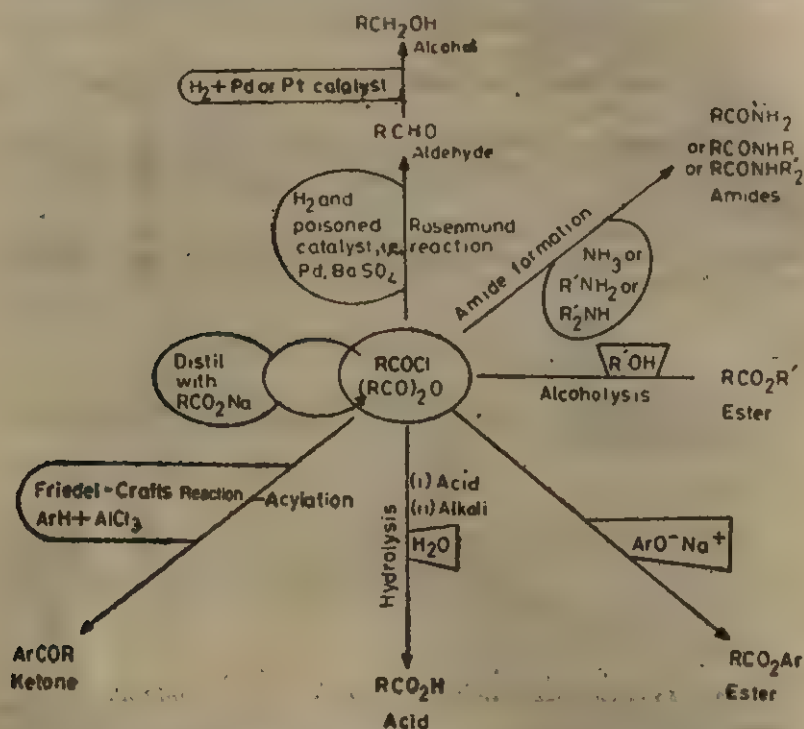 RCH₂OH
Alcohol
H₂ + Pd or Pt catalyst
RCHO
Aldehyde
H₂ and
poisoned
catalyst, i.e.
Pd, BaSO₄
Rosenmund
reaction
RCONH₂
or RCONHR
or RCONHR′₂
Amides
Amide formation
NH₃ or
R′NH₂ or
R′₂NH
Distil
with
RCO₂Na
RCOCl
(RCO)₂O
R′OH
Alcoholysis
RCO₂R′
Ester
Friedel-Crafts Reaction
ArH + AlCl₃
Acylation
Hydrolysis
(i) Acid
(ii) Alkali
H₂O
ArO⁻Na⁺
ArCOR
Ketone
RCO₂H
Acid
RCO₂Ar
Ester